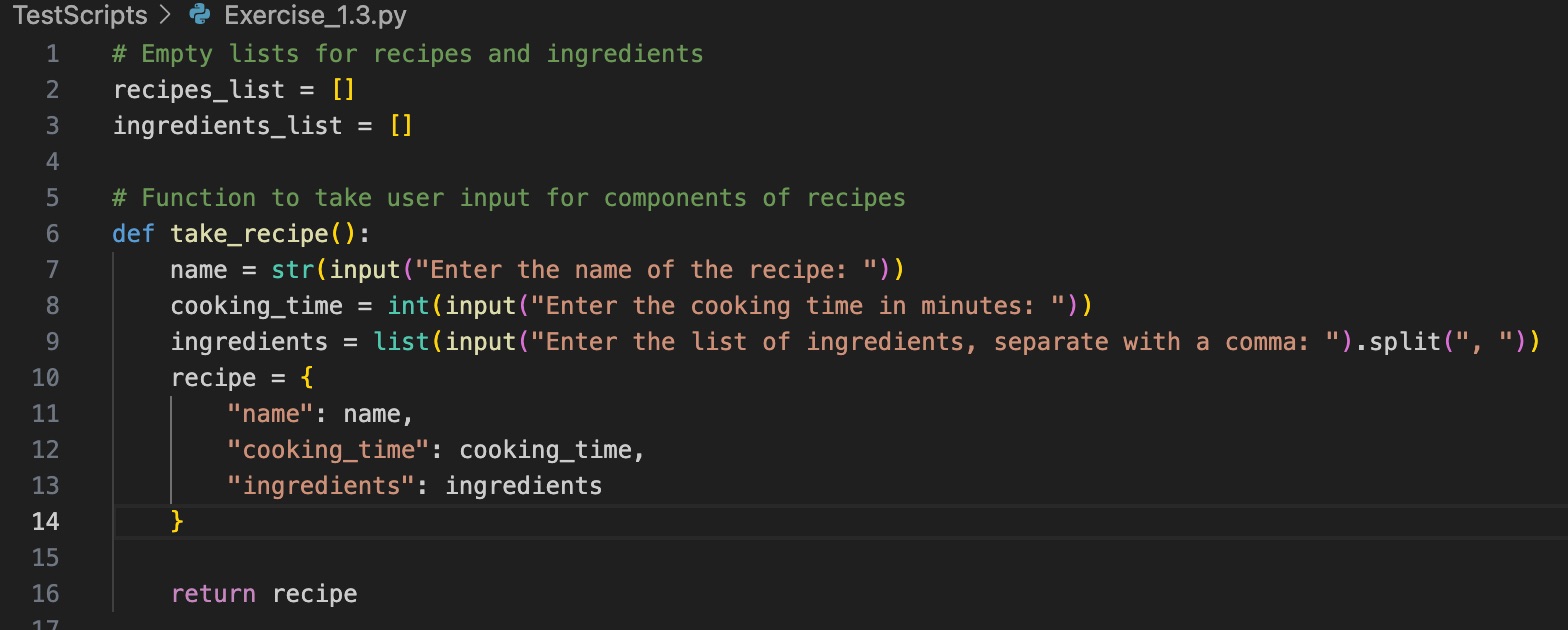 TestScripts > Exercise_1.3.py
1 # Empty lists for recipes and ingredients
2 recipes_list = []
3 ingredients_list = []
4
5 # Function to take user input for components of recipes
6 def take_recipe():
7     name = str(input("Enter the name of the recipe: "))
8     cooking_time = int(input("Enter the cooking time in minutes: "))
9     ingredients = list(input("Enter the list of ingredients, separate with a comma: ").split(", "))
10     recipe = {
11         "name": name,
12         "cooking_time": cooking_time,
13         "ingredients": ingredients
14     }
15
16     return recipe
17